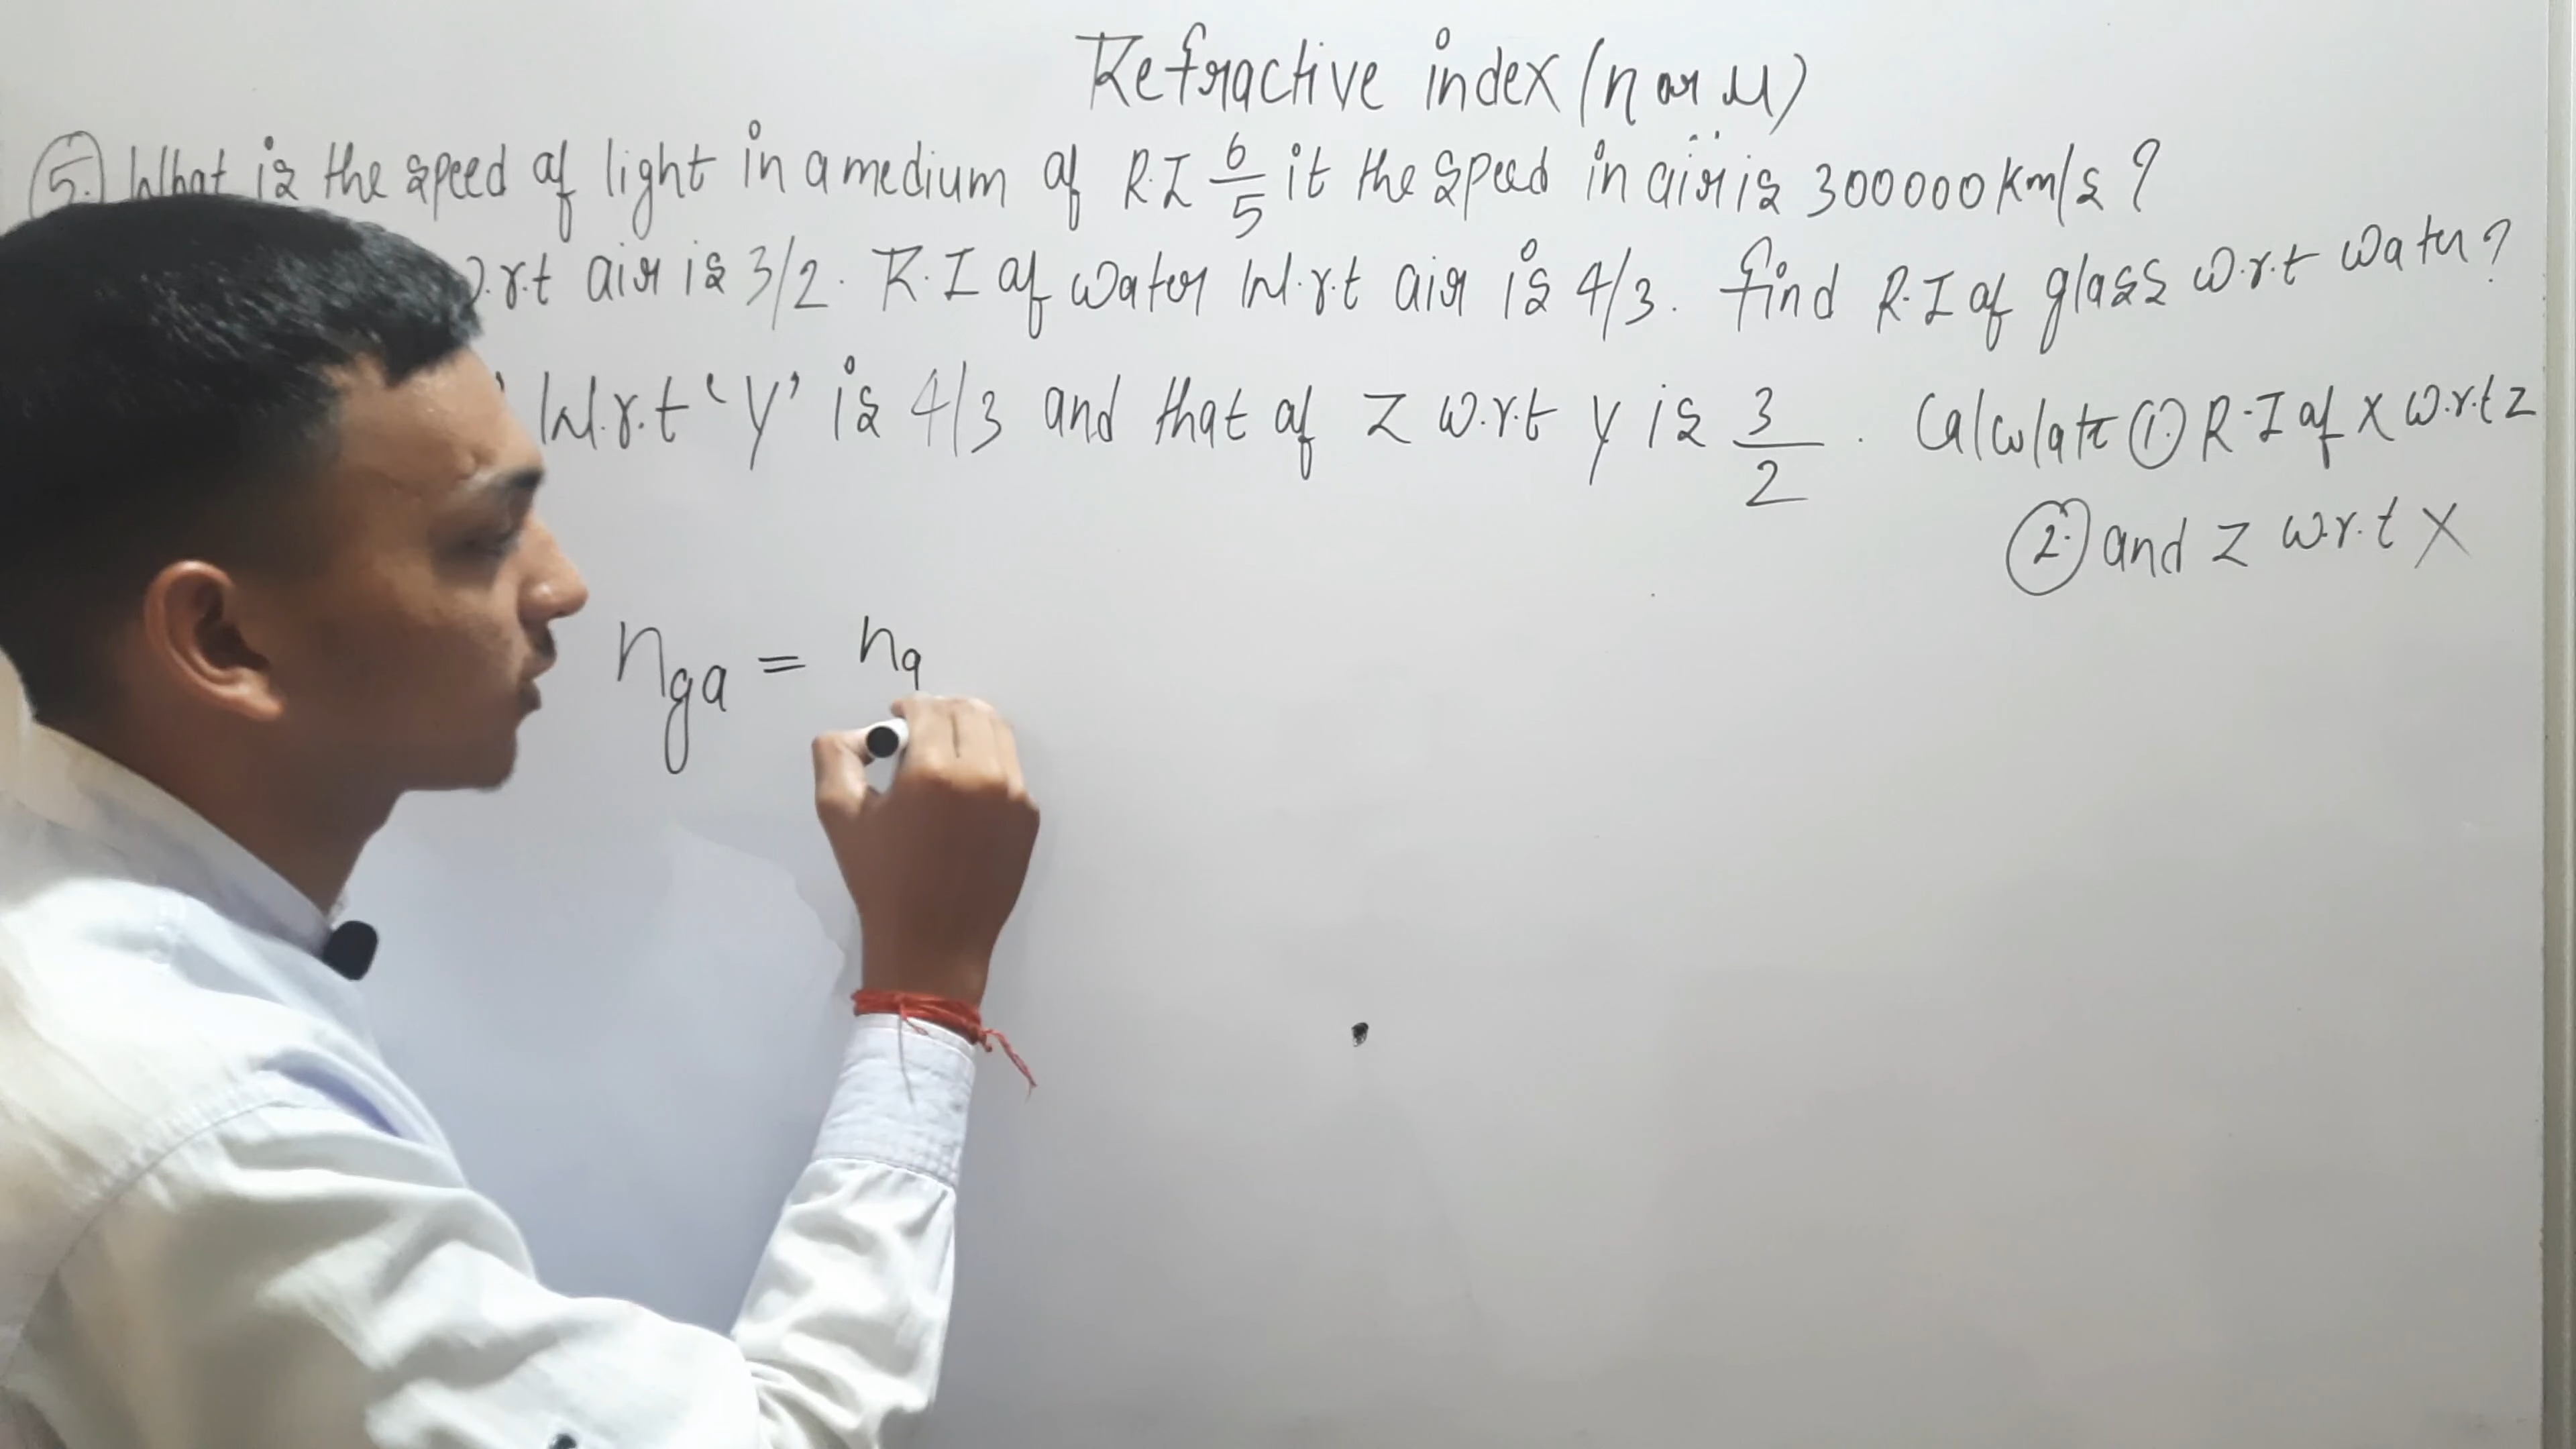 Refractive index (n or u)
5. What is the speed of light in a medium of R.I 6/5 it the speed in air is 300000 km/s ?
w.r.t air is 3/2. R.I of water W.r.t air is 4/3. find R.I of glass w.r.t water?
W.r.t 'Y' is 4/3 and that of Z w.r.t y is 3/2. Calculate ① R.I of X w.r.t z
② and z w.r.t X
nga = ng